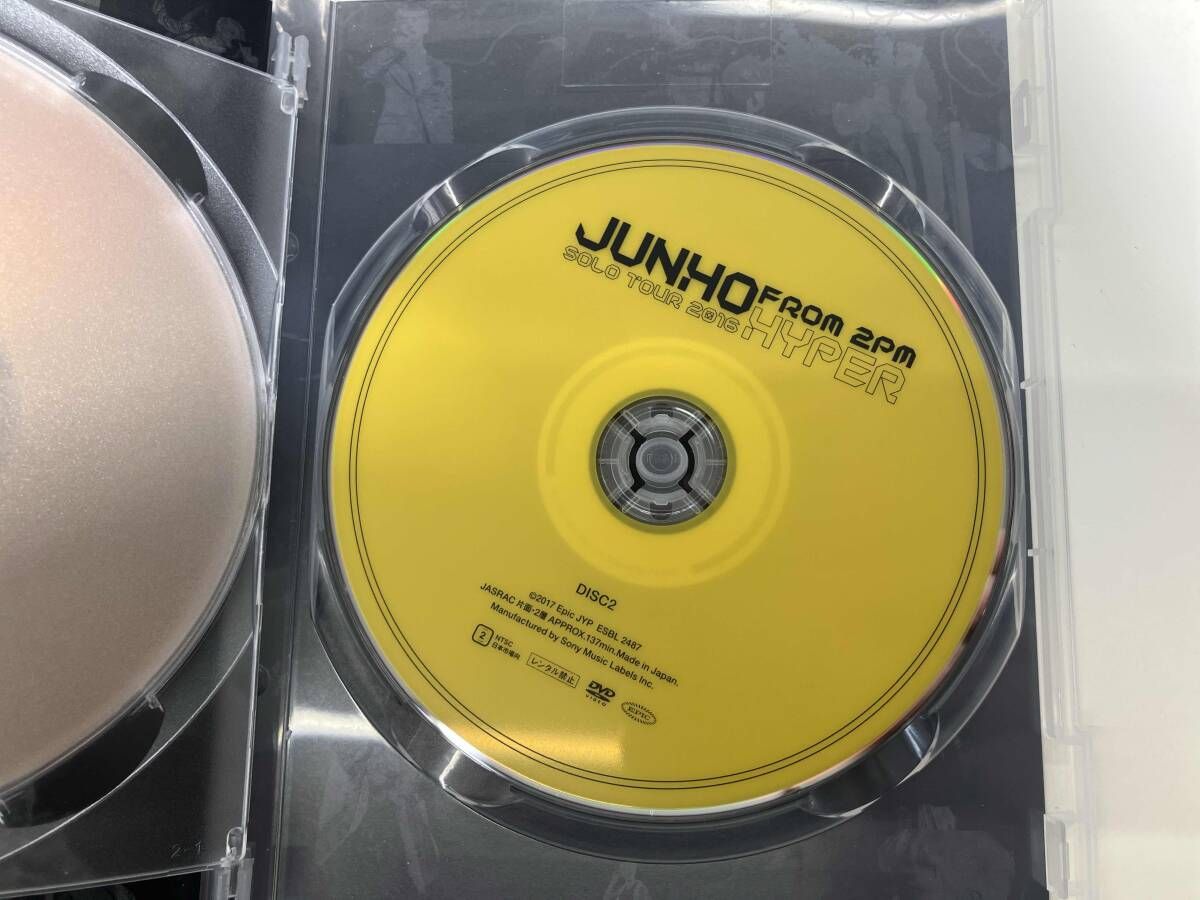 JUNHO FROM 2PM
SOLO TOUR 2016 HYPER
DISC2
©2017 Epic JYP ESBL 2487
JASRAC 片面・2層 APPROX.137min. Made in Japan.
Manufactured by Sony Music Labels Inc.
2 NTSC
日本市場向
レンタル禁止
DVD
VIDEO
EPIC